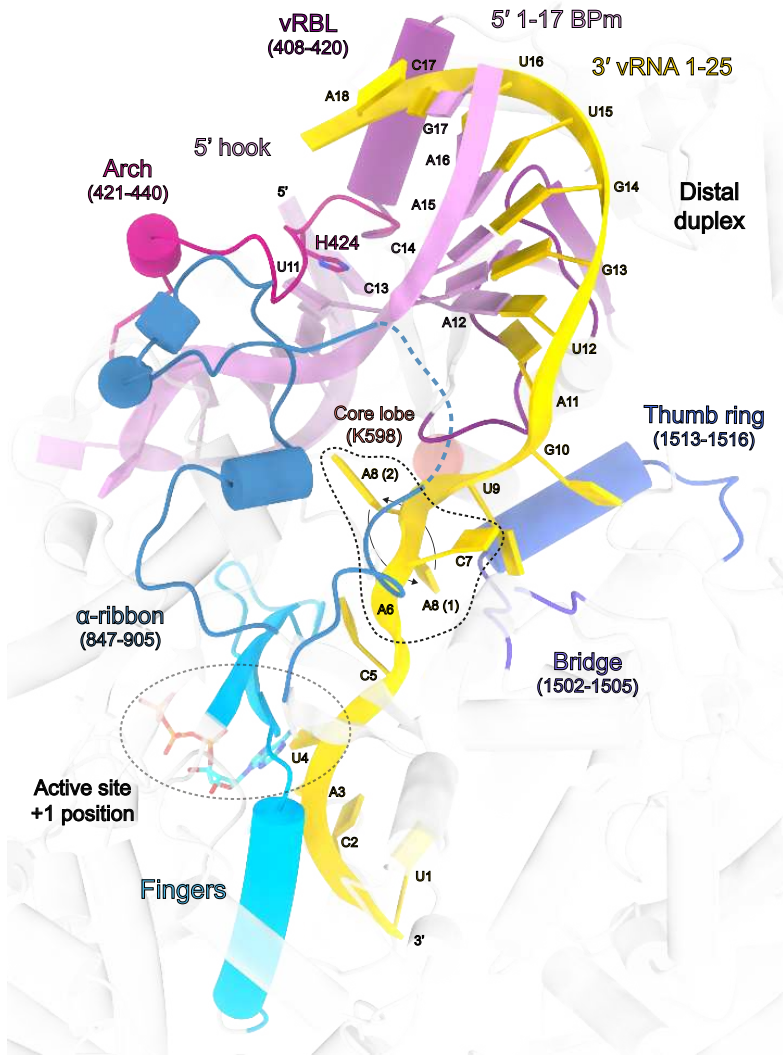 vRBL
(408-420)
5′ 1-17 BPm
3′ vRNA 1-25
C17
U16
A18
U15
G17
5′ hook
A16
Arch
(421-440)
5′
A15
G14
Distal
duplex
H424
C14
U11
G13
C13
A12
U12
A11
Core lobe
(K598)
Thumb ring
(1513-1516)
G10
A8 (2)
U9
C7
α-ribbon
(847-905)
A6
A8 (1)
Bridge
(1502-1505)
C5
U4
Active site
+1 position
A3
C2
U1
Fingers
3′